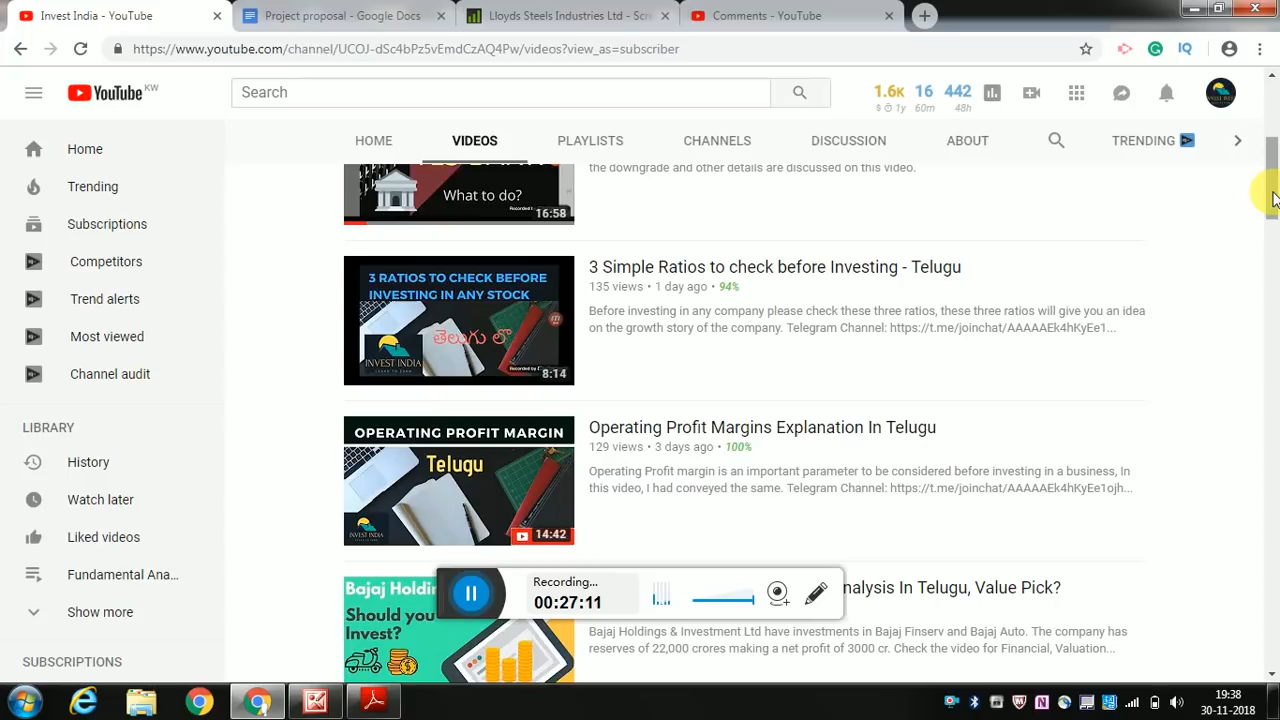 Invest India - YouTube
Project proposal - Google Docs
Lloyds Steels Industries Ltd - Scre
Comments - YouTube
https://www.youtube.com/channel/UCOJ-dSc4bPz5vEmdCzAQ4Pw/videos?view_as=subscriber
YouTube KW
Search
1.6K 16 442
1y 60m 48h
HOME VIDEOS PLAYLISTS CHANNELS DISCUSSION ABOUT TRENDING
Home
Trending
Subscriptions
Competitors
Trend alerts
Most viewed
Channel audit
LIBRARY
History
Watch later
Liked videos
Fundamental Ana...
Show more
SUBSCRIPTIONS
What to do?
16:58
the downgrade and other details are discussed on this video.
3 RATIOS TO CHECK BEFORE
INVESTING IN ANY STOCK
తెలుగు లో
INVEST INDIA
8:14
3 Simple Ratios to check before Investing - Telugu
135 views • 1 day ago • 94%
Before investing in any company please check these three ratios, these three ratios will give you an idea
on the growth story of the company. Telegram Channel: https://t.me/joinchat/AAAAAEk4hKyEe1...
OPERATING PROFIT MARGIN
Telugu
INVEST INDIA
14:42
Operating Profit Margins Explanation In Telugu
129 views • 3 days ago • 100%
Operating Profit margin is an important parameter to be considered before investing in a business, In
this video, I had conveyed the same. Telegram Channel: https://t.me/joinchat/AAAAAEk4hKyEe1ojh...
Bajaj Holdi
Should you
Invest?
nalysis In Telugu, Value Pick?
Bajaj Holdings & Investment Ltd have investments in Bajaj Finserv and Bajaj Auto. The company has
reserves of 22,000 crores making a net profit of 3000 cr. Check the video for Financial, Valuation...
Recording...
00:27:11
19:38
30-11-2018